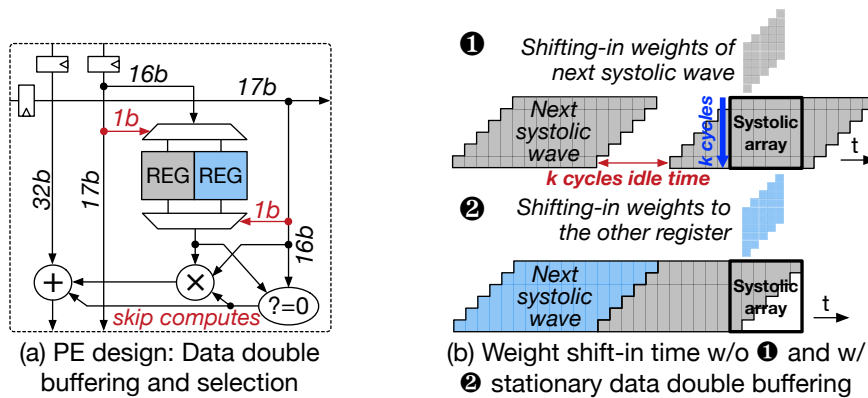 16b
17b
1b
REG REG
32b
17b
1b
16b
+
×
?=0
skip computes
(a) PE design: Data double
buffering and selection
❶
Shifting-in weights of
next systolic wave
Next
systolic
wave
k cycles
Systolic
array
t
k cycles idle time
❷
Shifting-in weights to
the other register
Next
systolic
wave
Systolic
array
t
(b) Weight shift-in time w/o ❶ and w/
❷ stationary data double buffering